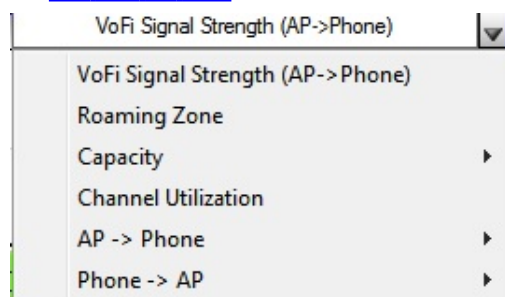 VoFi Signal Strength (AP->Phone)
VoFi Signal Strength (AP->Phone)
Roaming Zone
Capacity
Channel Utilization
AP -> Phone
Phone -> AP